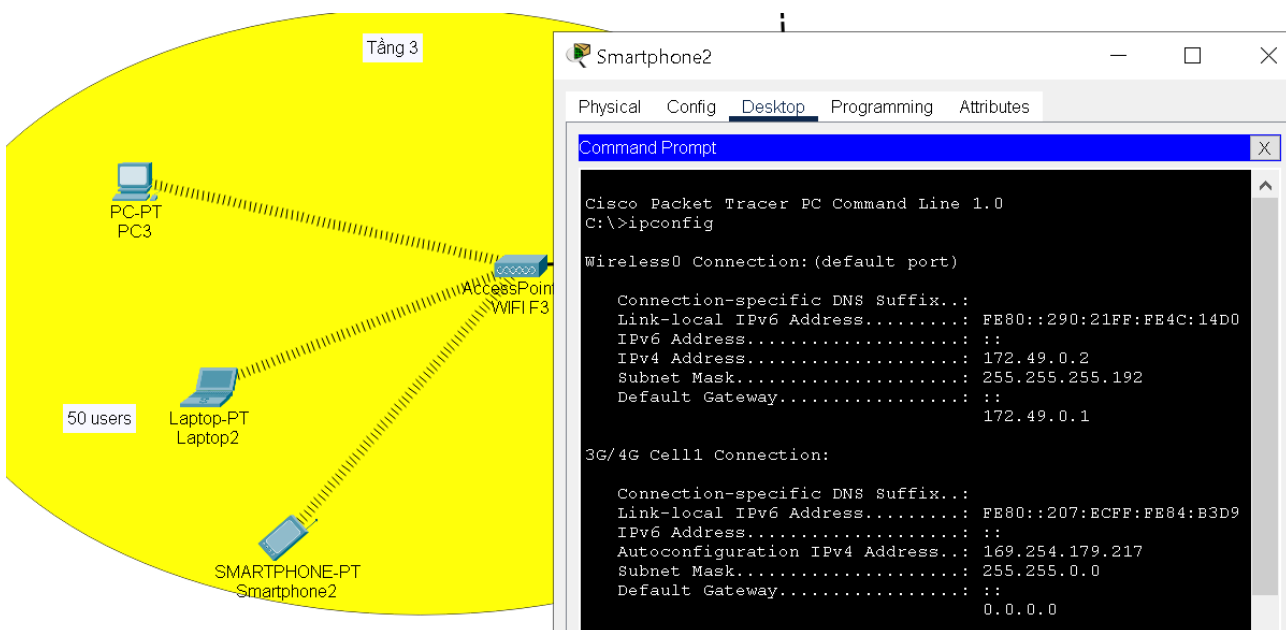 Tầng 3
PC-PT
PC3
AccessPoint
WIFI F3
50 users
Laptop-PT
Laptop2
SMARTPHONE-PT
Smartphone2
Smartphone2
Physical Config Desktop Programming Attributes
Command Prompt X
Cisco Packet Tracer PC Command Line 1.0
C:\>ipconfig
Wireless0 Connection:(default port)
Connection-specific DNS Suffix..:
Link-local IPv6 Address.........: FE80::290:21FF:FE4C:14D0
IPv6 Address....................: ::
IPv4 Address....................: 172.49.0.2
Subnet Mask.....................: 255.255.255.192
Default Gateway.................: ::
172.49.0.1
3G/4G Cell1 Connection:
Connection-specific DNS Suffix..:
Link-local IPv6 Address.........: FE80::207:ECFF:FE84:B3D9
IPv6 Address....................: ::
Autoconfiguration IPv4 Address..: 169.254.179.217
Subnet Mask.....................: 255.255.0.0
Default Gateway.................: ::
0.0.0.0